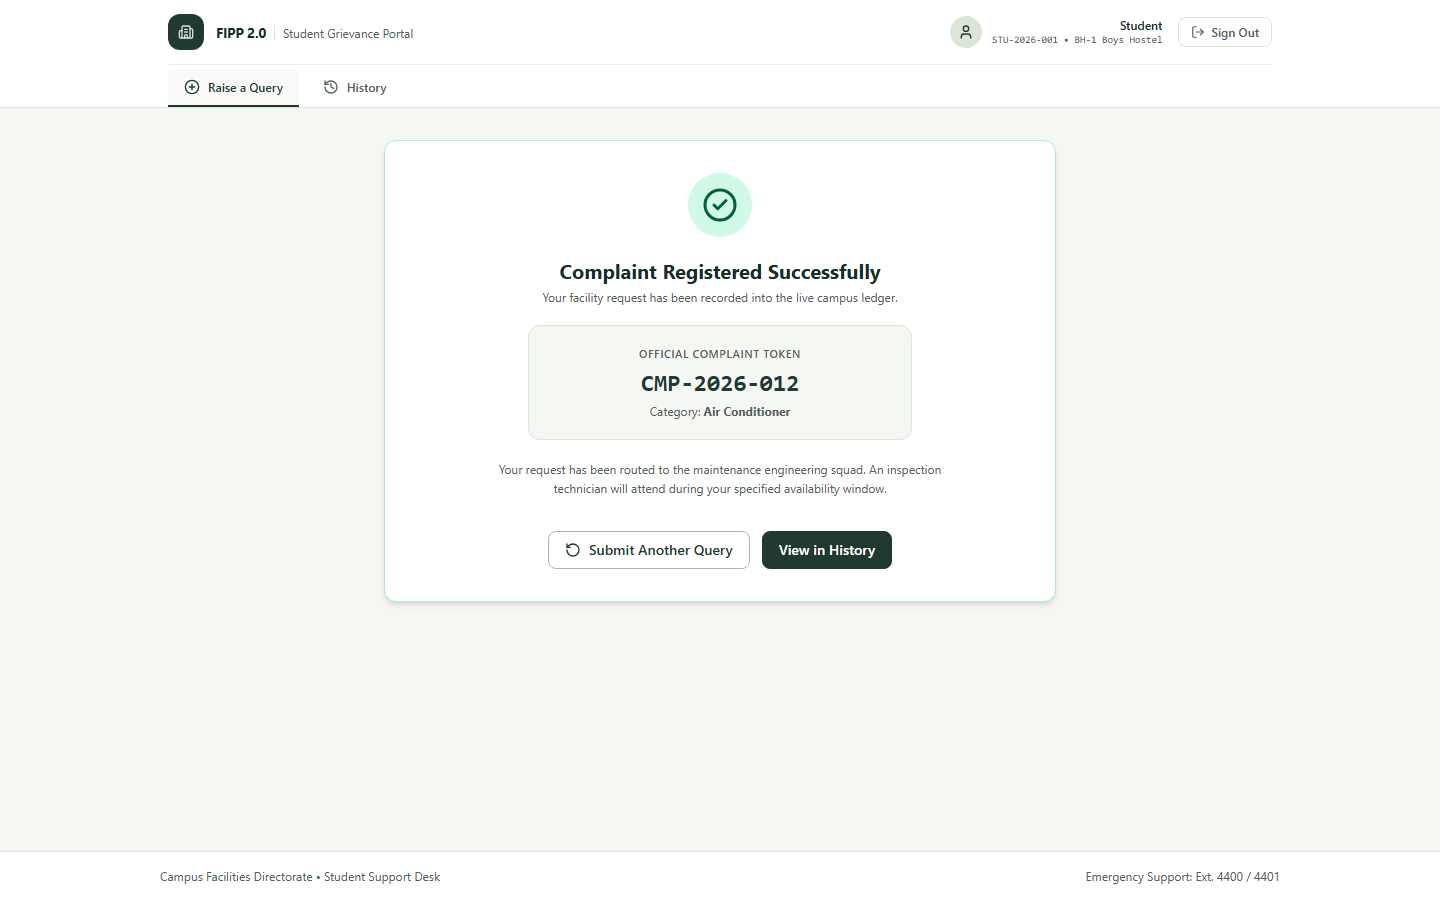 FIPP 2.0
Student Grievance Portal
Student
STU-2026-001 • BH-1 Boys Hostel
Sign Out
Raise a Query
History
Complaint Registered Successfully
Your facility request has been recorded into the live campus ledger.
OFFICIAL COMPLAINT TOKEN
CMP-2026-012
Category: Air Conditioner
Your request has been routed to the maintenance engineering squad. An inspection
technician will attend during your specified availability window.
Submit Another Query
View in History
Campus Facilities Directorate • Student Support Desk
Emergency Support: Ext. 4400 / 4401